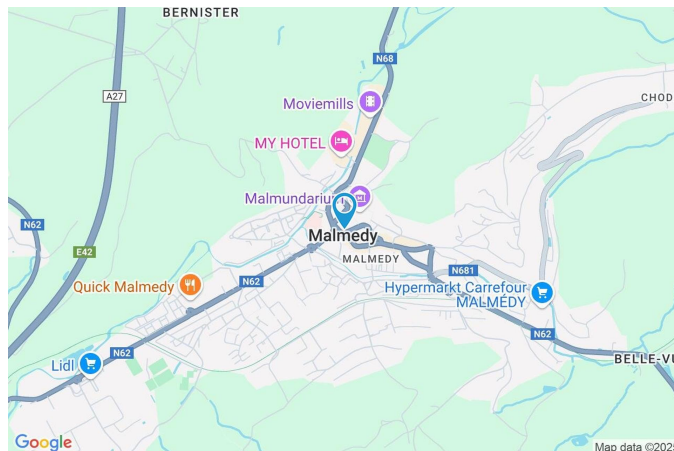 BERNISTER
N68
A27
Moviemills
CHOD
MY HOTEL
Malmundarium
N62
Malmedy
MALMEDY
E42
N681
Quick Malmedy
N62
Hypermarkt Carrefour
MALMEDY
N62
Lidl
N62
BELLE-VU
Google
Map data ©2025